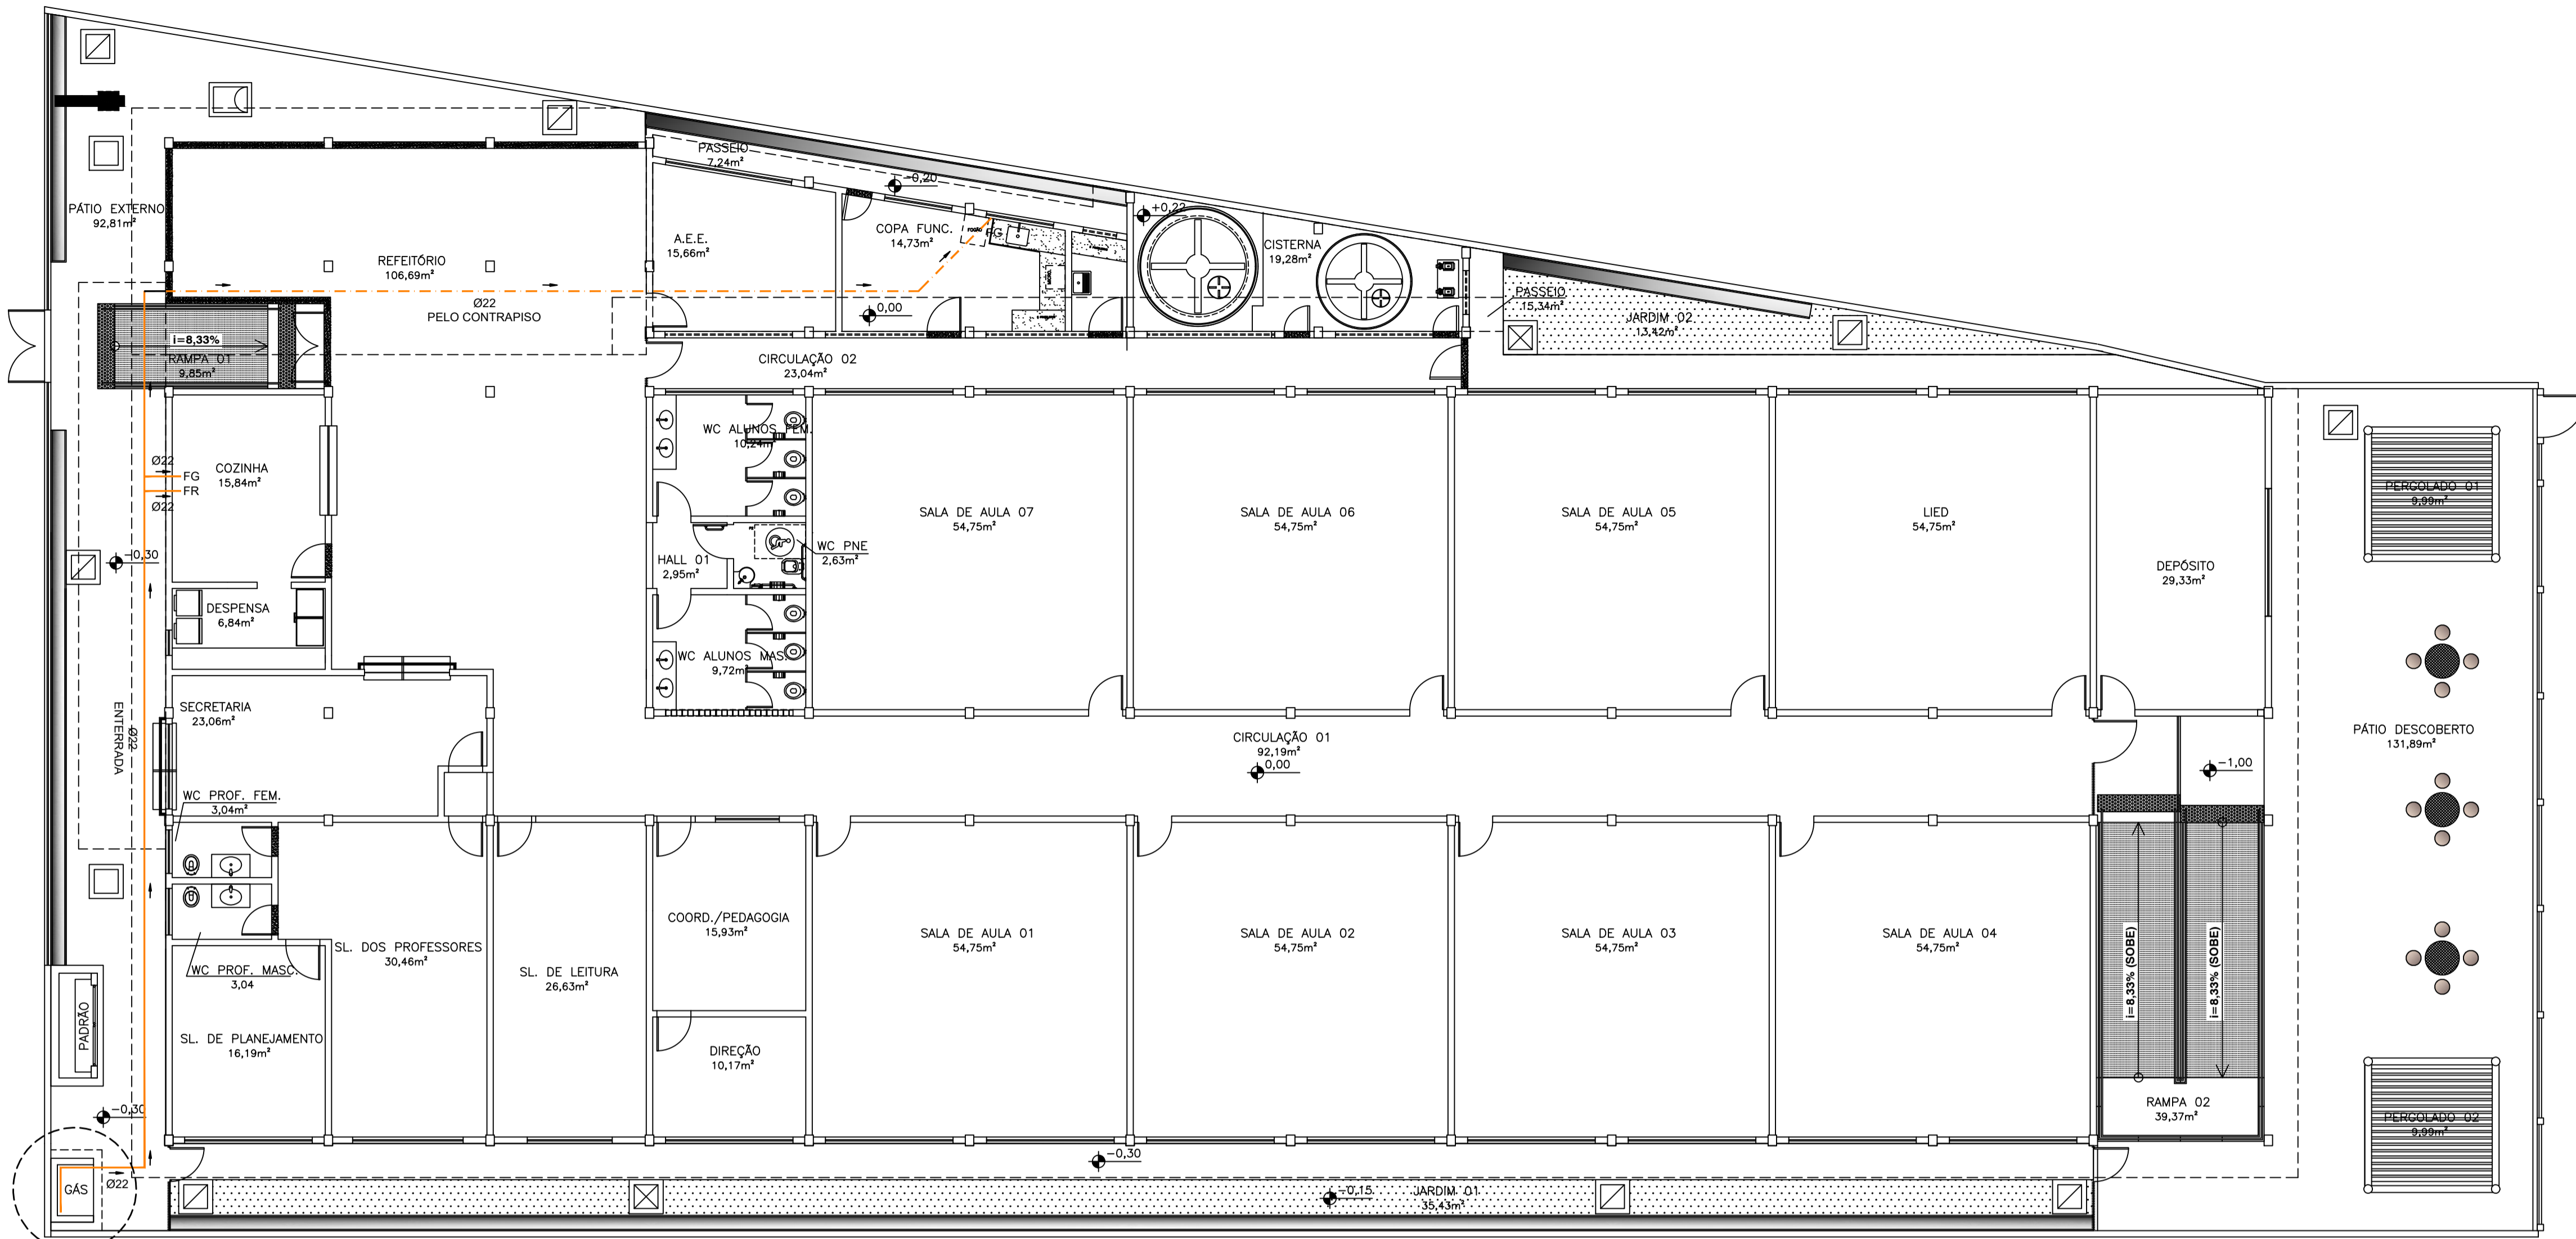 PASSEIO
7,24m²
-0,20
PÁTIO EXTERNO
92,81m²
REFEITÓRIO
106,69m²
A.E.E.
15,66m²
COPA FUNC.
14,73m²
FG
+0,22
CISTERNA
19,28m²
PASSEIO
15,34m²
JARDIM 02
13,42m²
Ø22
PELO CONTRAPISO
0,00
i=8,33%
RAMPA 01
9,85m²
CIRCULAÇÃO 02
23,04m²
WC ALUNOS FEM.
10,24m²
COZINHA
15,84m²
Ø22
FG
FR
Ø22
SALA DE AULA 07
54,75m²
SALA DE AULA 06
54,75m²
SALA DE AULA 05
54,75m²
LIED
54,75m²
PERGOLADO 01
9,99m²
-0,30
HALL 01
2,95m²
WC PNE
2,63m²
DEPÓSITO
29,33m²
DESPENSA
6,84m²
WC ALUNOS MAS.
9,72m²
SECRETARIA
23,06m²
Ø22
ENTERRADA
CIRCULAÇÃO 01
92,19m²
0,00
-1,00
PÁTIO DESCOBERTO
131,89m²
WC PROF. FEM.
3,04m²
COORD./PEDAGOGIA
15,93m²
SL. DOS PROFESSORES
30,46m²
SL. DE LEITURA
26,63m²
SALA DE AULA 01
54,75m²
SALA DE AULA 02
54,75m²
SALA DE AULA 03
54,75m²
SALA DE AULA 04
54,75m²
i=8,33% (SOBE)
i=8,33% (SOBE)
WC PROF. MASC.
3,04
PADRÃO
SL. DE PLANEJAMENTO
16,19m²
DIREÇÃO
10,17m²
RAMPA 02
39,37m²
PERGOLADO 02
9,99m²
-0,30
-0,30
GÁS
Ø22
-0,15
JARDIM 01
35,43m²